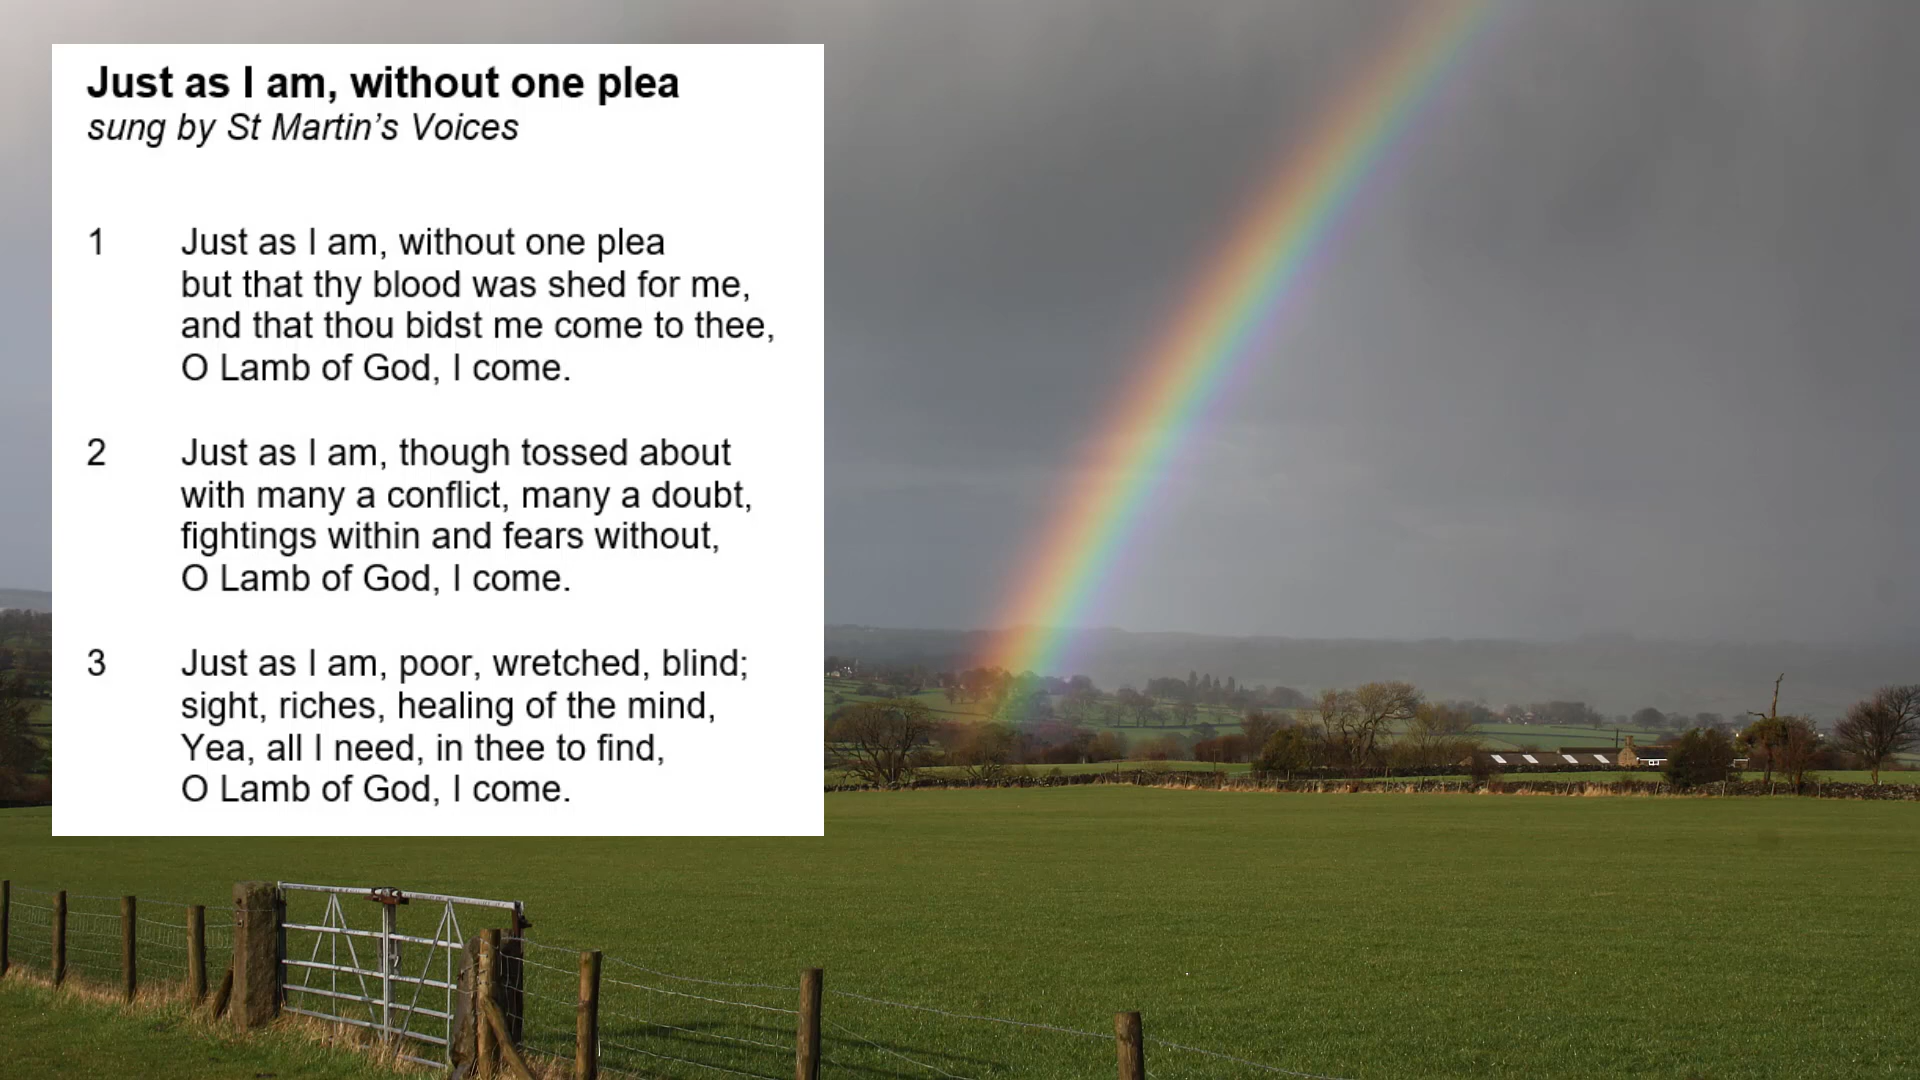 Just as I am, without one plea
sung by St Martin’s Voices
1 Just as I am, without one plea
but that thy blood was shed for me,
and that thou bidst me come to thee,
O Lamb of God, I come.
2 Just as I am, though tossed about
with many a conflict, many a doubt,
fightings within and fears without,
O Lamb of God, I come.
3 Just as I am, poor, wretched, blind;
sight, riches, healing of the mind,
Yea, all I need, in thee to find,
O Lamb of God, I come.